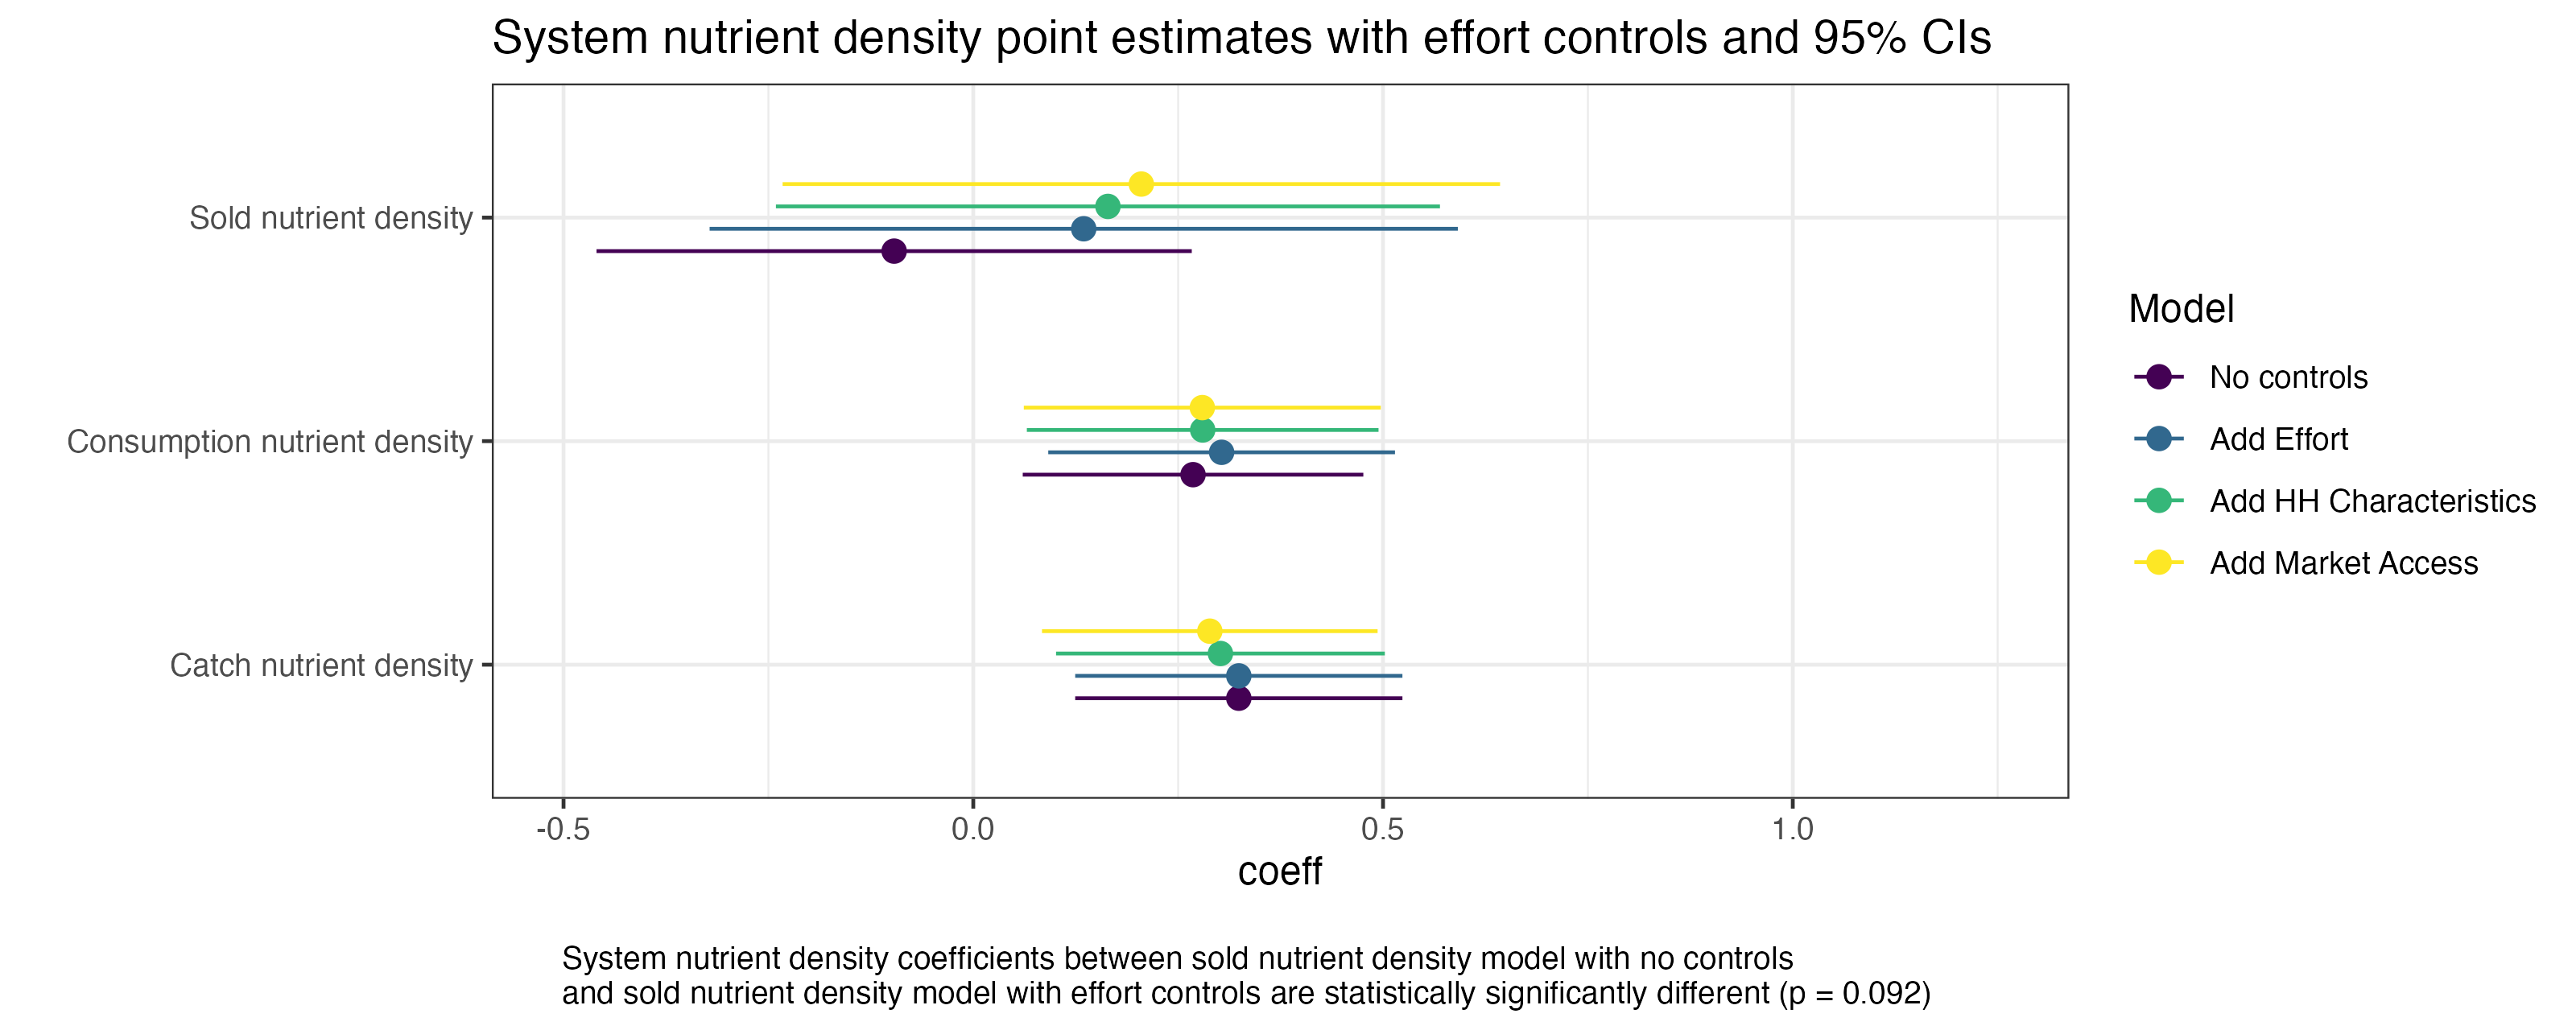 System nutrient density point estimates with effort controls and 95% CIs
Sold nutrient density
Consumption nutrient density
Catch nutrient density
-0.5
0.0
0.5
1.0
coeff
Model
No controls
Add Effort
Add HH Characteristics
Add Market Access
System nutrient density coefficients between sold nutrient density model with no controls
and sold nutrient density model with effort controls are statistically significantly different (p = 0.092)